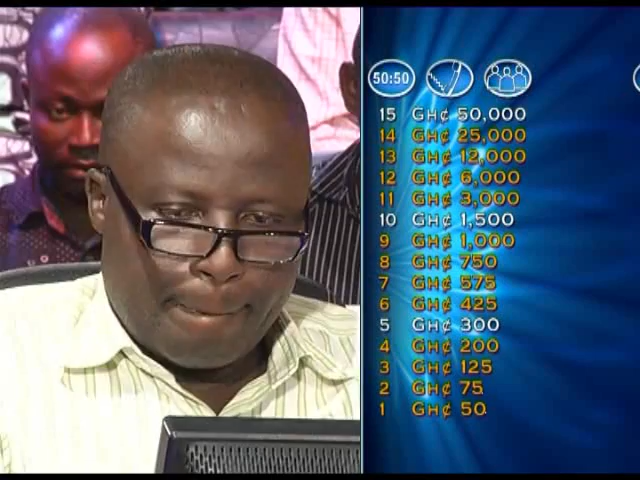 50:50
15 GH₵ 50,000
14 GH₵ 25,000
13 GH₵ 12,000
12 GH₵ 6,000
11 GH₵ 3,000
10 GH₵ 1,500
9 GH₵ 1,000
8 GH₵ 750
7 GH₵ 575
6 GH₵ 425
5 GH₵ 300
4 GH₵ 200
3 GH₵ 125
2 GH₵ 75
1 GH₵ 50